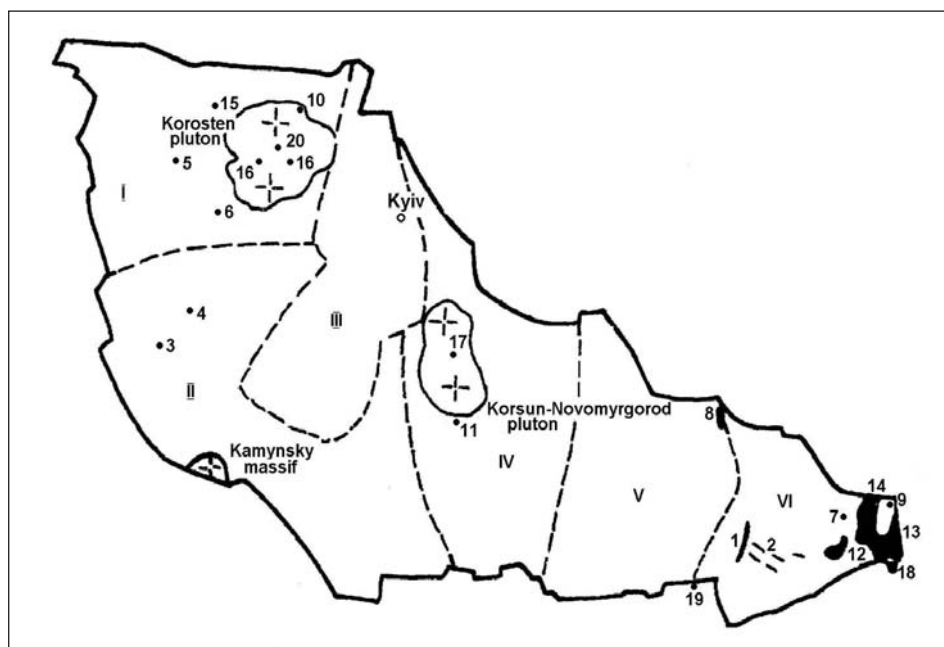 15
10
Korosten
pluton
20
5
16
16
I
6
Kyiv
4
III
3
17
II
Korsun-Novomyrgorod
pluton
8
11
Kamynsky
massif
IV
V
VI
14
9
7
13
1
2
12
18
19